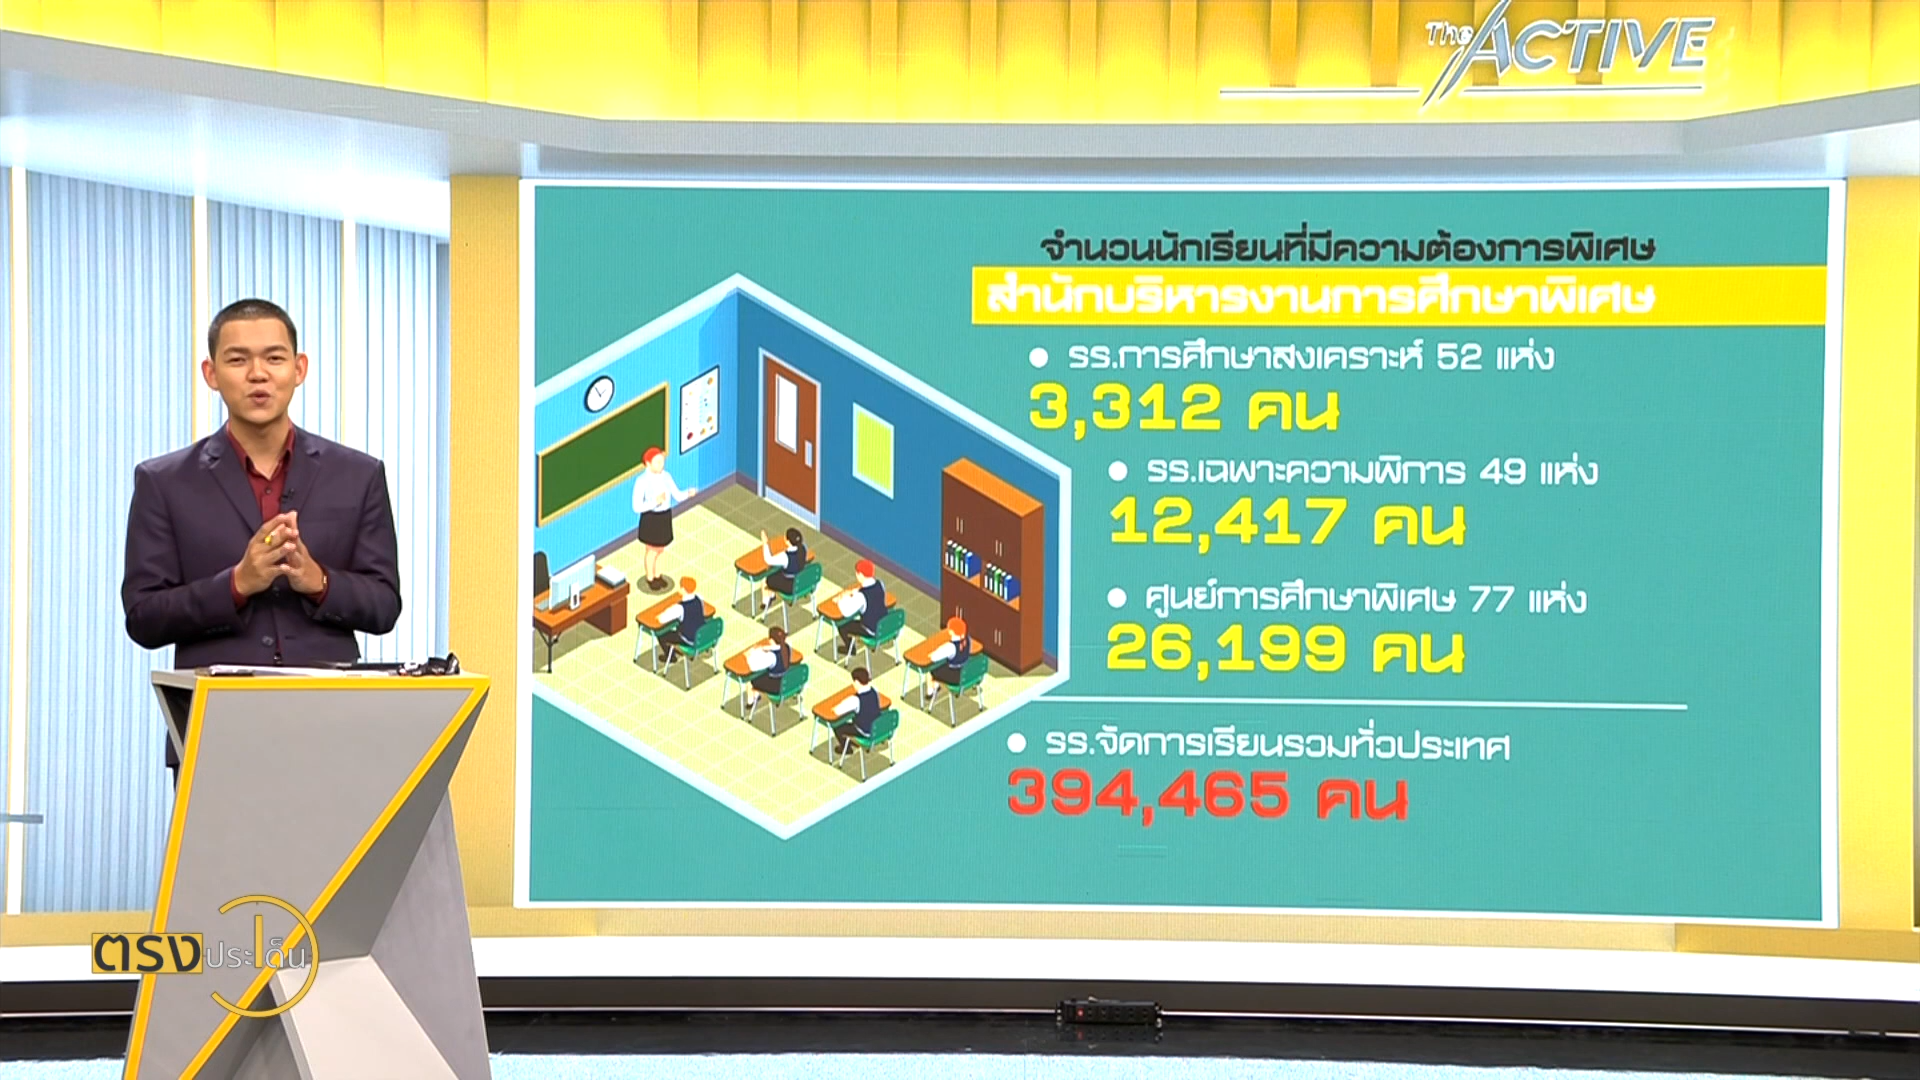 The ACTIVE
จำนวนนักเรียนที่มีความต้องการพิเศษ
สำนักบริหารงานการศึกษาพิเศษ
รร.การศึกษาสงเคราะห์ 52 แห่ง
3,312 คน
รร.เฉพาะความพิการ 49 แห่ง
12,417 คน
ศูนย์การศึกษาพิเศษ 77 แห่ง
26,199 คน
รร.จัดการเรียนรวมทั่วประเทศ
394,465 คน
ตรงประเด็น